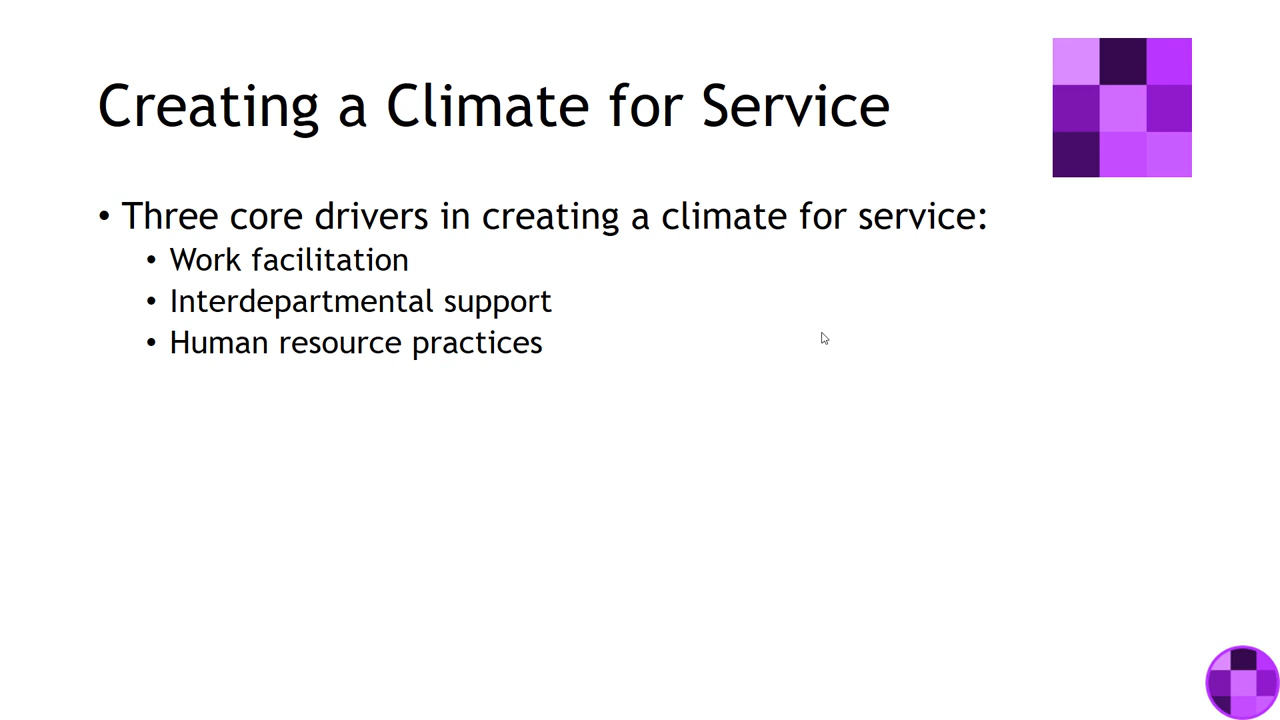 Creating a Climate for Service
• Three core drivers in creating a climate for service:
• Work facilitation
• Interdepartmental support
• Human resource practices